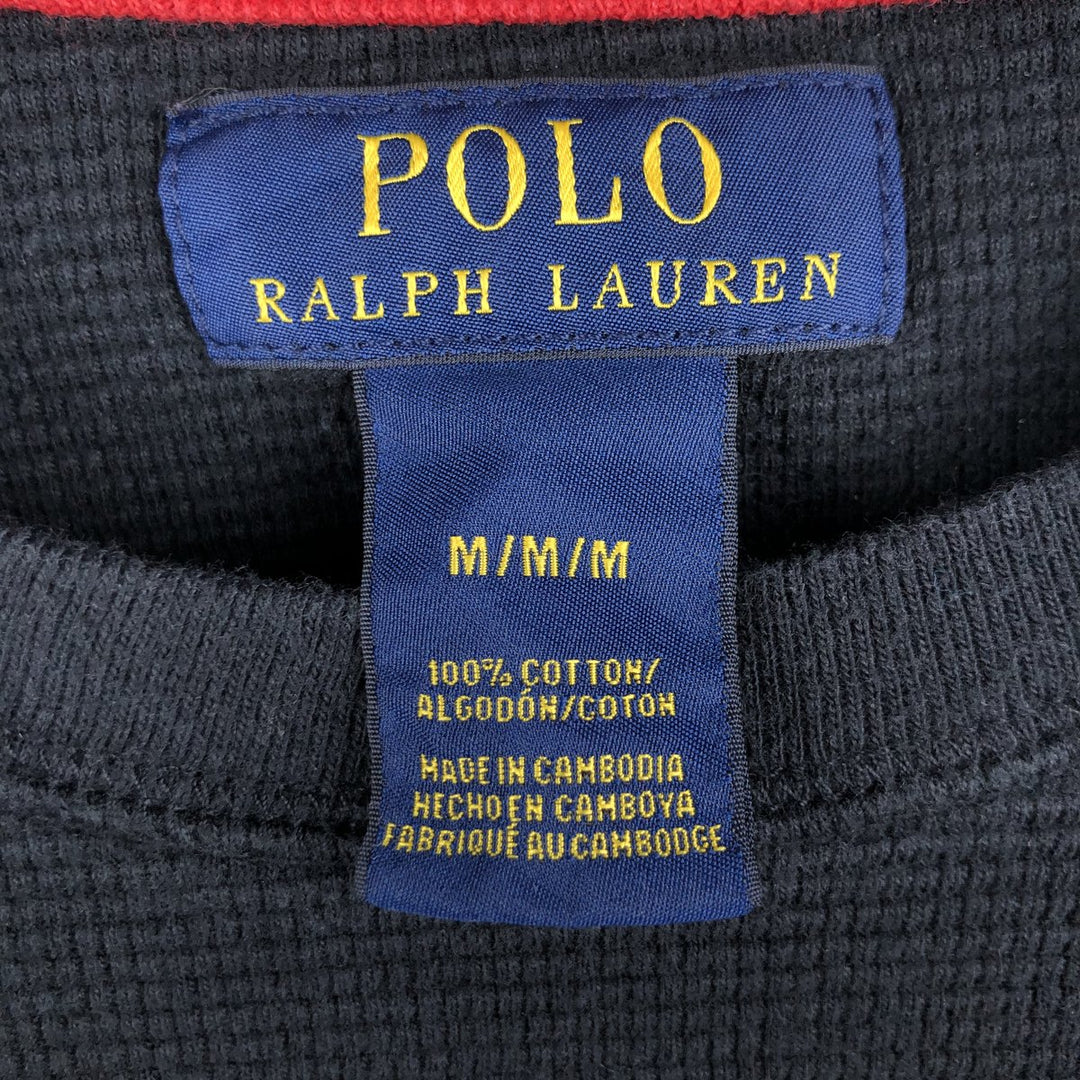 POLO
RALPH LAUREN
M/M/M
100% COTTON/
ALGODÓN/COTON
MADE IN CAMBODIA
HECHO EN CAMBOYA
FABRIQUÉ AU CAMBODGE